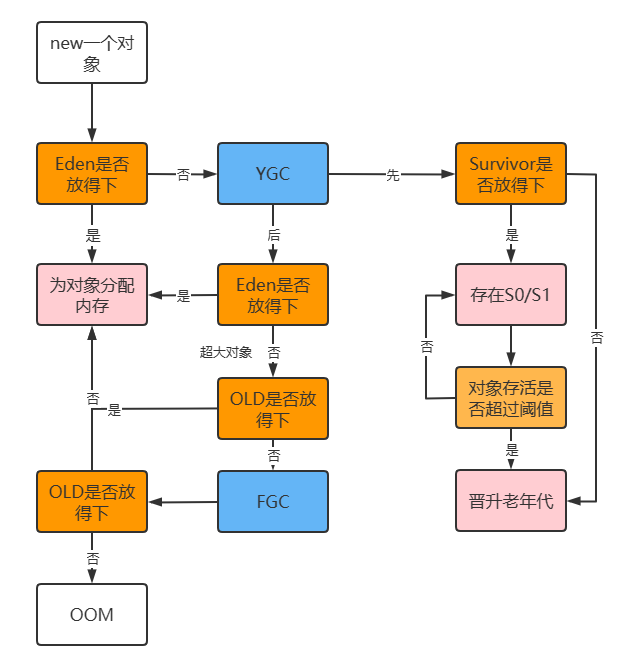 new一个对
象
Eden是否
放得下
否
YGC
先
Survivor是
否放得下
是
后
是
为对象分配
内存
是
Eden是否
放得下
存在S0/S1
否
超大对象
否
否
对象存活是
否超过阈值
OLD是否放
得下
否
是
否
是
OLD是否放
得下
FGC
晋升老年代
否
OOM